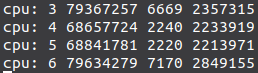 cpu: 3 79367257 6669 2357315
cpu: 4 68657724 2240 2233919
cpu: 5 68841781 2220 2213971
cpu: 6 79634279 7170 2849155